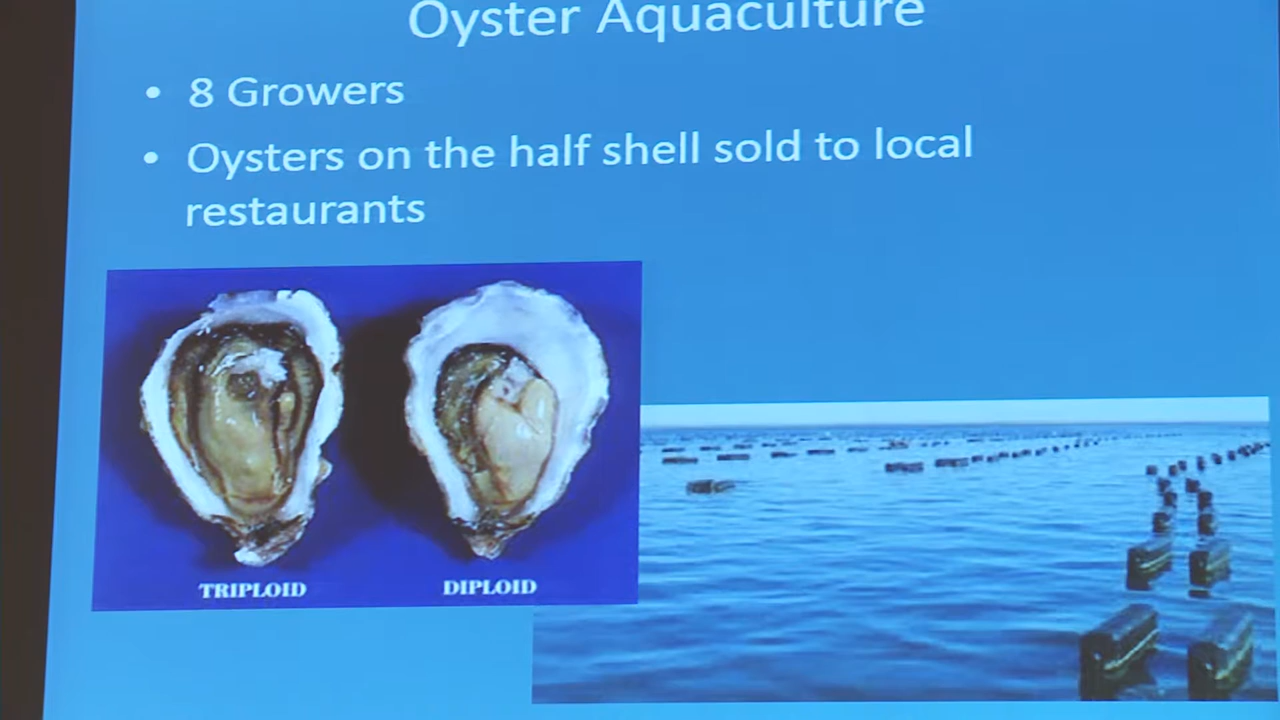 Oyster Aquaculture
• 8 Growers
• Oysters on the half shell sold to local
restaurants
TRIPLOID
DIPLOID